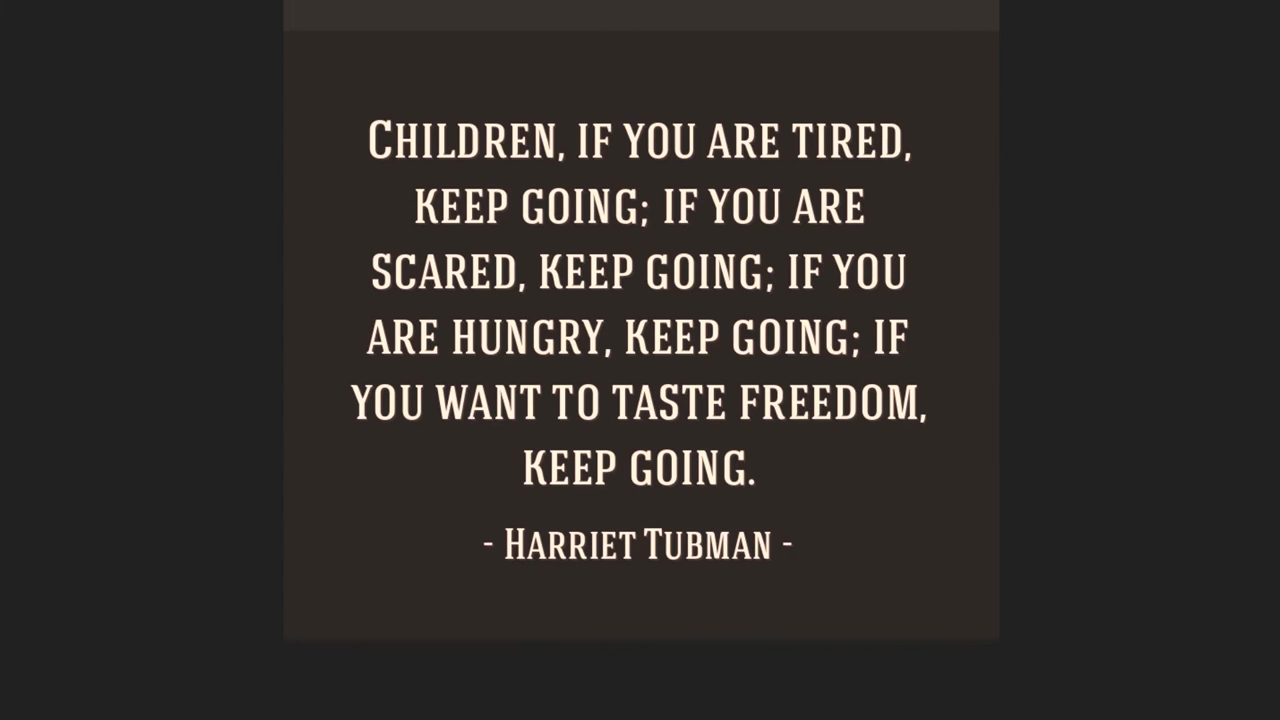 Children, if you are tired,
keep going; if you are
scared, keep going; if you
are hungry, keep going; if
you want to taste freedom,
keep going.
- Harriet Tubman -